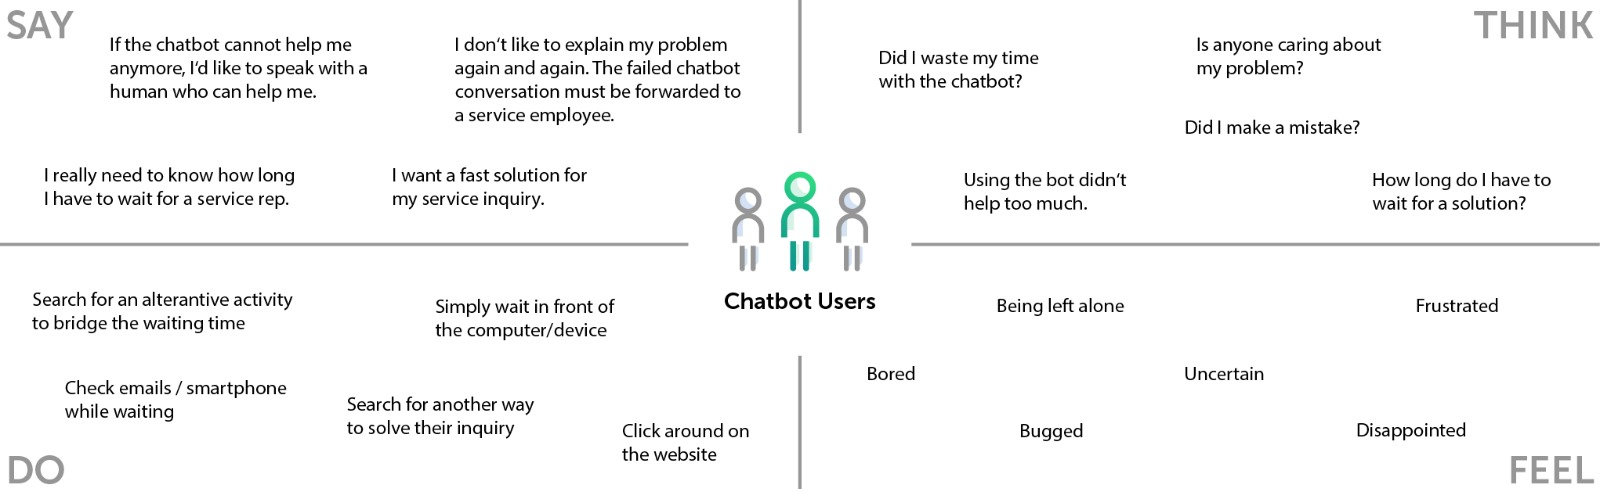 SAY
If the chatbot cannot help me
anymore, I'd like to speak with a
human who can help me.
I don't like to explain my problem
again and again. The failed chatbot
conversation must be forwarded to
a service employee.
I really need to know how long
I have to wait for a service rep.
I want a fast solution for
my service inquiry.
THINK
Did I waste my time
with the chatbot?
Is anyone caring about
my problem?
Did I make a mistake?
Using the bot didn't
help too much.
How long do I have to
wait for a solution?
Chatbot Users
Search for an alterantive activity
to bridge the waiting time
Simply wait in front of
the computer/device
Check emails / smartphone
while waiting
Search for another way
to solve their inquiry
Click around on
the website
DO
Being left alone
Frustrated
Bored
Uncertain
Bugged
Disappointed
FEEL